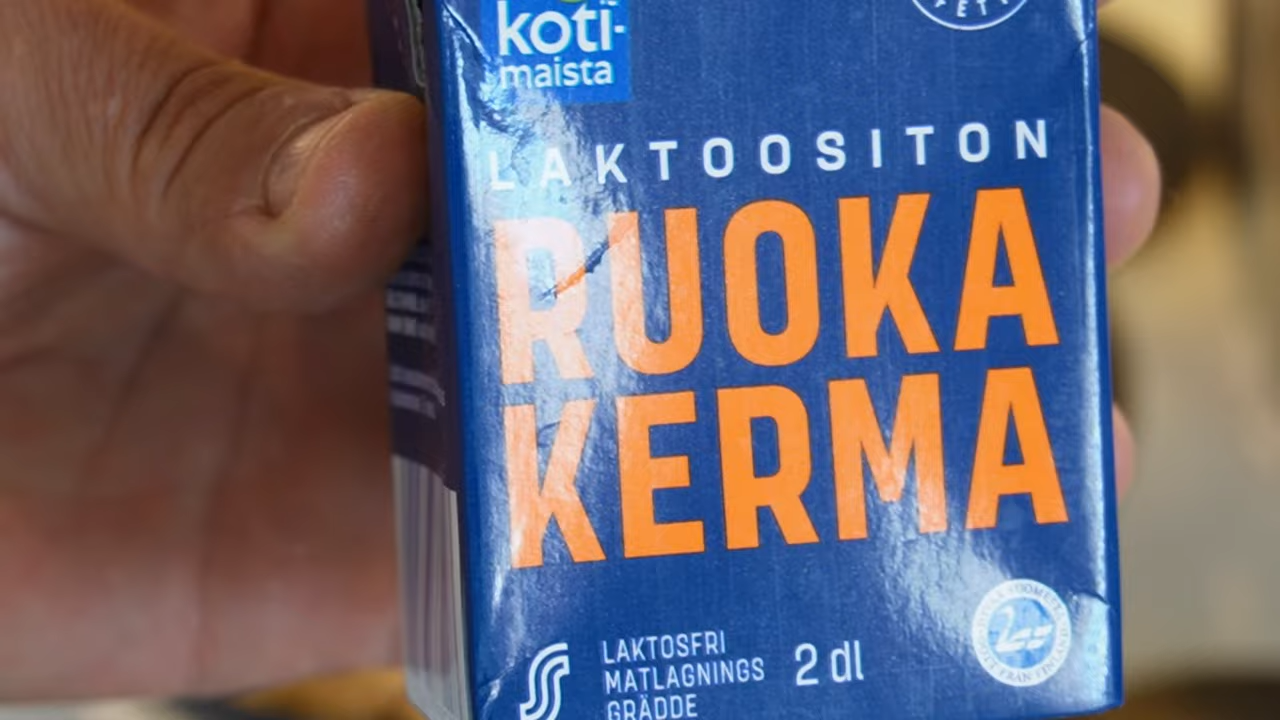 koti-
maista
LAKTOOSITON
RUOKA
KERMA
LAKTOSFRI
MATLAGNINGS
GRÄDDE
2 dl